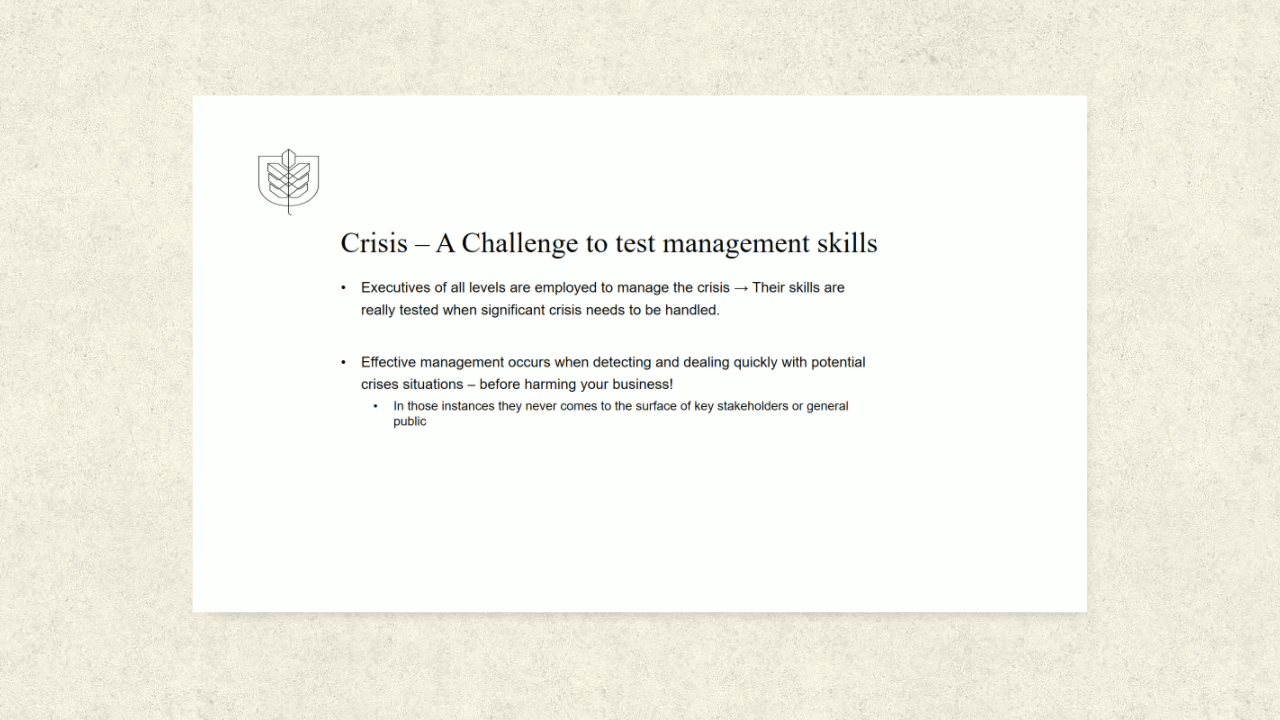 Crisis – A Challenge to test management skills
• Executives of all levels are employed to manage the crisis → Their skills are
really tested when significant crisis needs to be handled.
• Effective management occurs when detecting and dealing quickly with potential
crises situations – before harming your business!
• In those instances they never comes to the surface of key stakeholders or general
public